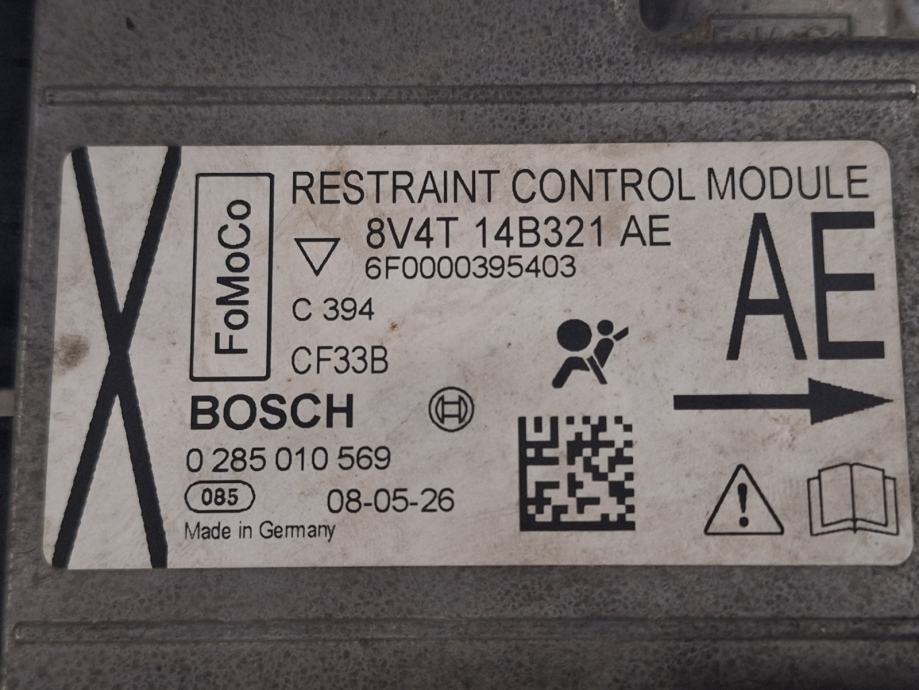 FoMoCo
RESTRAINT CONTROL MODULE
8V4T 14B321 AE
6F0000395403
C 394
CF33B
AE
FoMoCo
BOSCH
0 285 010 569
085
08-05-26
Made in Germany